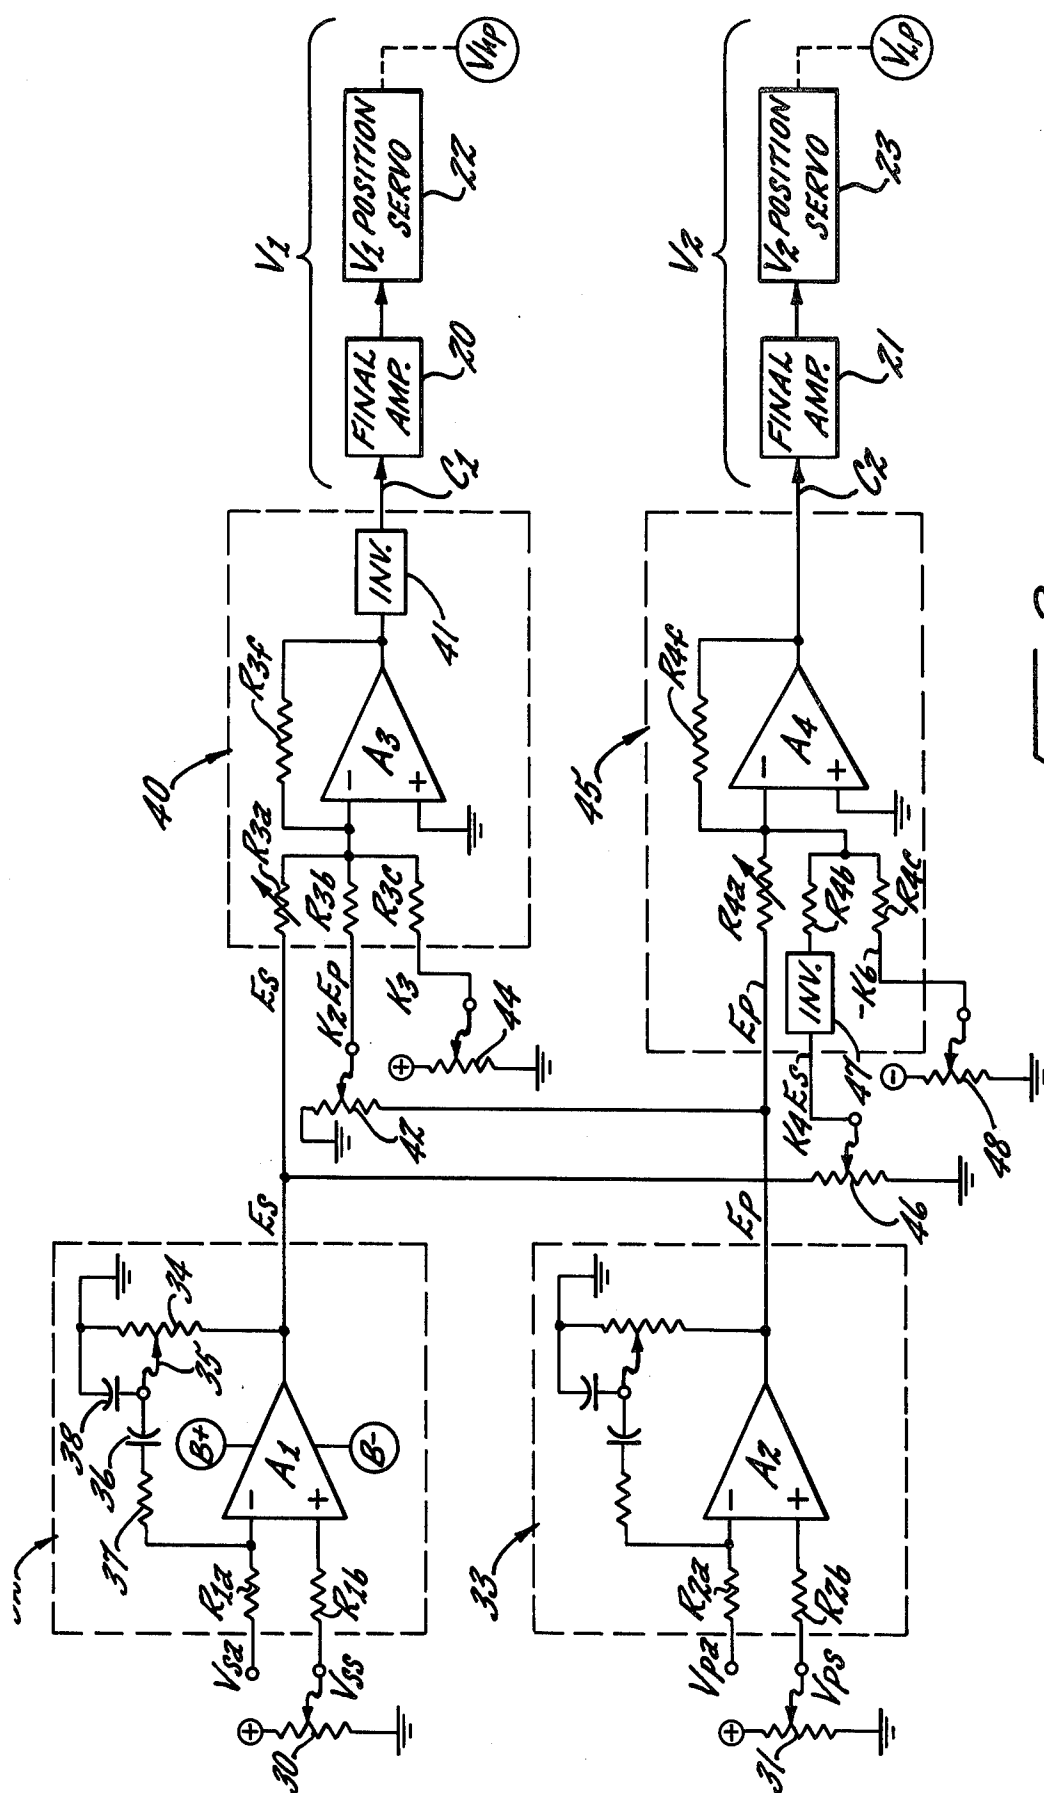 30
Vsa
Vss
R1a
R1b
37
36
38
35
34
B+
B-
A1
-
+
Es
Es
42
K2Ep
K3
44
40
R3a
R3b
R3c
R3f
A3
-
+
INV.
41
C1
V1
FINAL
AMP.
20
V1 POSITION
SERVO
22
VHP
31
Vpa
Vps
33
R2a
R2b
A2
-
+
Ep
46
K4Es
Ep
47
INV.
-K6
48
45
R4a
R4b
R4c
R4f
A4
-
+
C2
V2
FINAL
AMP.
21
V2 POSITION
SERVO
23
VLP